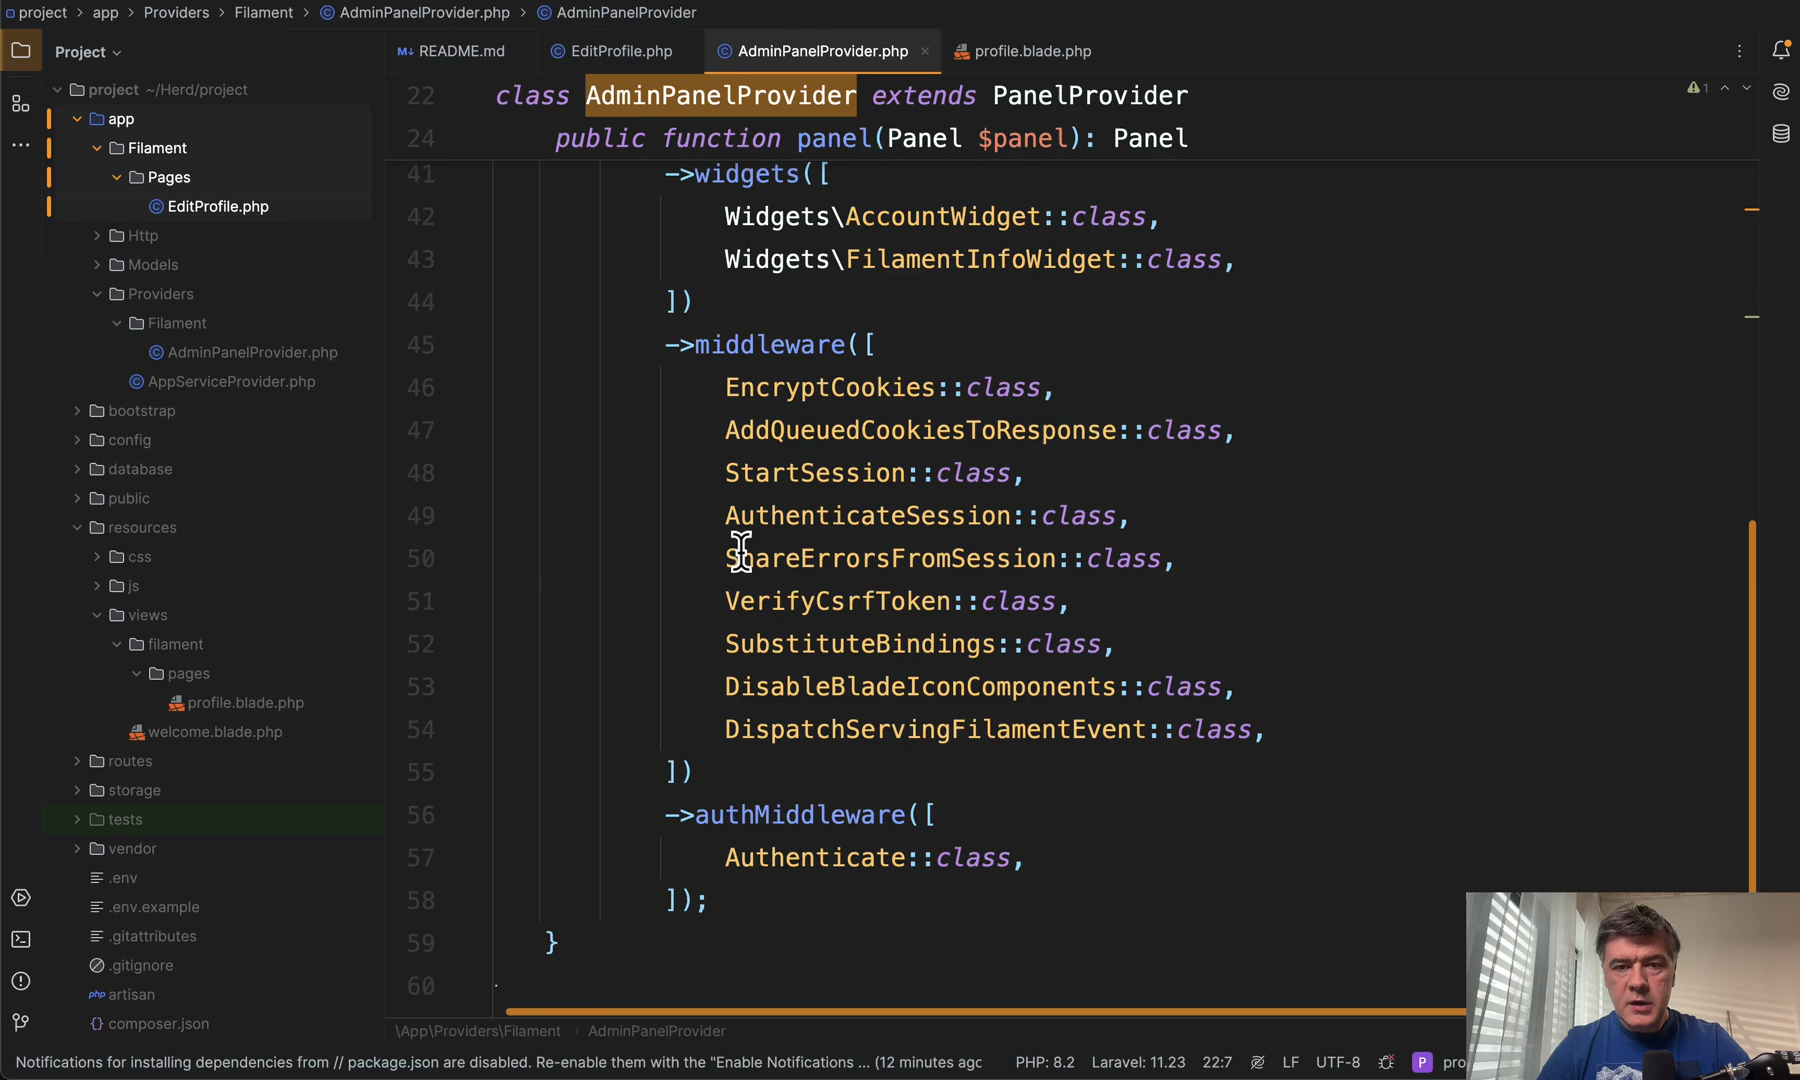 project > app > Providers > Filament > AdminPanelProvider.php > AdminPanelProvider
Project
README.md
EditProfile.php
AdminPanelProvider.php
profile.blade.php
project ~/Herd/project
app
Filament
Pages
EditProfile.php
Http
Models
Providers
Filament
AdminPanelProvider.php
AppServiceProvider.php
bootstrap
config
database
public
resources
css
js
views
filament
pages
profile.blade.php
welcome.blade.php
routes
storage
tests
vendor
.env
.env.example
.gitattributes
.gitignore
php artisan
{} composer.json
22 class AdminPanelProvider extends PanelProvider
1
24 public function panel(Panel $panel): Panel
41 ->widgets([
42 Widgets\AccountWidget::class,
43 Widgets\FilamentInfoWidget::class,
44 ])
45 ->middleware([
46 EncryptCookies::class,
47 AddQueuedCookiesToResponse::class,
48 StartSession::class,
49 AuthenticateSession::class,
50 ShareErrorsFromSession::class,
51 VerifyCsrfToken::class,
52 SubstituteBindings::class,
53 DisableBladeIconComponents::class,
54 DispatchServingFilamentEvent::class,
55 ])
56 ->authMiddleware([
57 Authenticate::class,
58 ]);
59 }
60
\App\Providers\Filament > AdminPanelProvider
Notifications for installing dependencies from // package.json are disabled. Re-enable them with the "Enable Notifications ... (12 minutes ago
PHP: 8.2 Laravel: 11.23 22:7 LF UTF-8 P pro